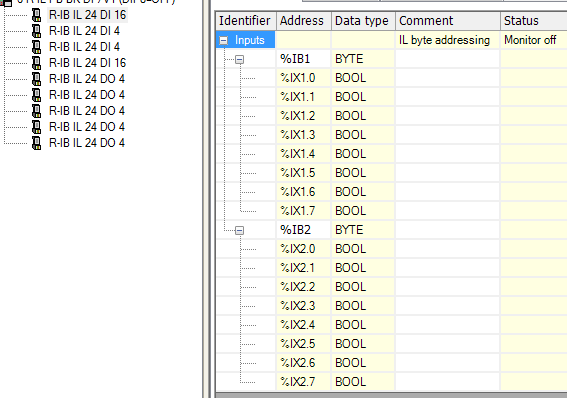 R-IB IL 24 DI 16
R-IB IL 24 DI 4
R-IB IL 24 DI 4
R-IB IL 24 DI 16
R-IB IL 24 DO 4
R-IB IL 24 DO 4
R-IB IL 24 DO 4
R-IB IL 24 DO 4
R-IB IL 24 DO 4
Identifier Address Data type Comment Status
Inputs IL byte addressing Monitor off
%IB1 BYTE
%IX1.0 BOOL
%IX1.1 BOOL
%IX1.2 BOOL
%IX1.3 BOOL
%IX1.4 BOOL
%IX1.5 BOOL
%IX1.6 BOOL
%IX1.7 BOOL
%IB2 BYTE
%IX2.0 BOOL
%IX2.1 BOOL
%IX2.2 BOOL
%IX2.3 BOOL
%IX2.4 BOOL
%IX2.5 BOOL
%IX2.6 BOOL
%IX2.7 BOOL